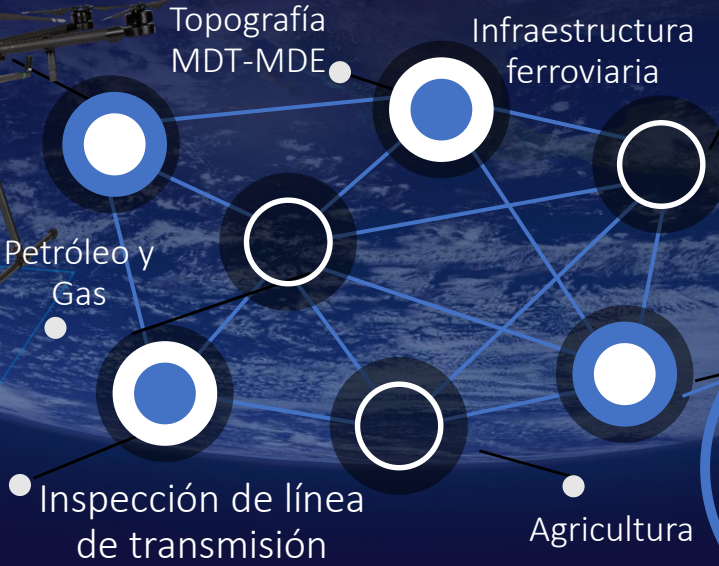 Topografía
MDT-MDE
Infraestructura
ferroviaria
Petróleo y
Gas
Inspección de línea
de transmisión
Agricultura